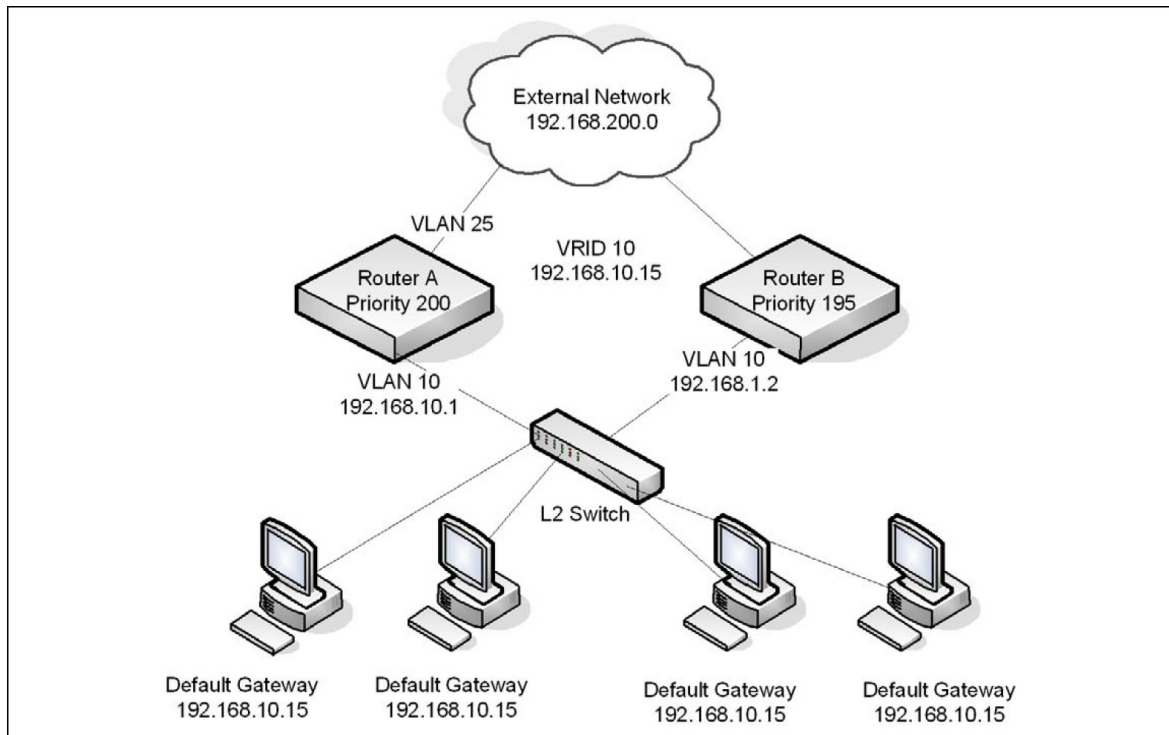 External Network
192.168.200.0
VLAN 25
VRID 10
192.168.10.15
Router A
Priority 200
Router B
Priority 195
VLAN 10
192.168.10.1
VLAN 10
192.168.1.2
L2 Switch
Default Gateway
192.168.10.15
Default Gateway
192.168.10.15
Default Gateway
192.168.10.15
Default Gateway
192.168.10.15